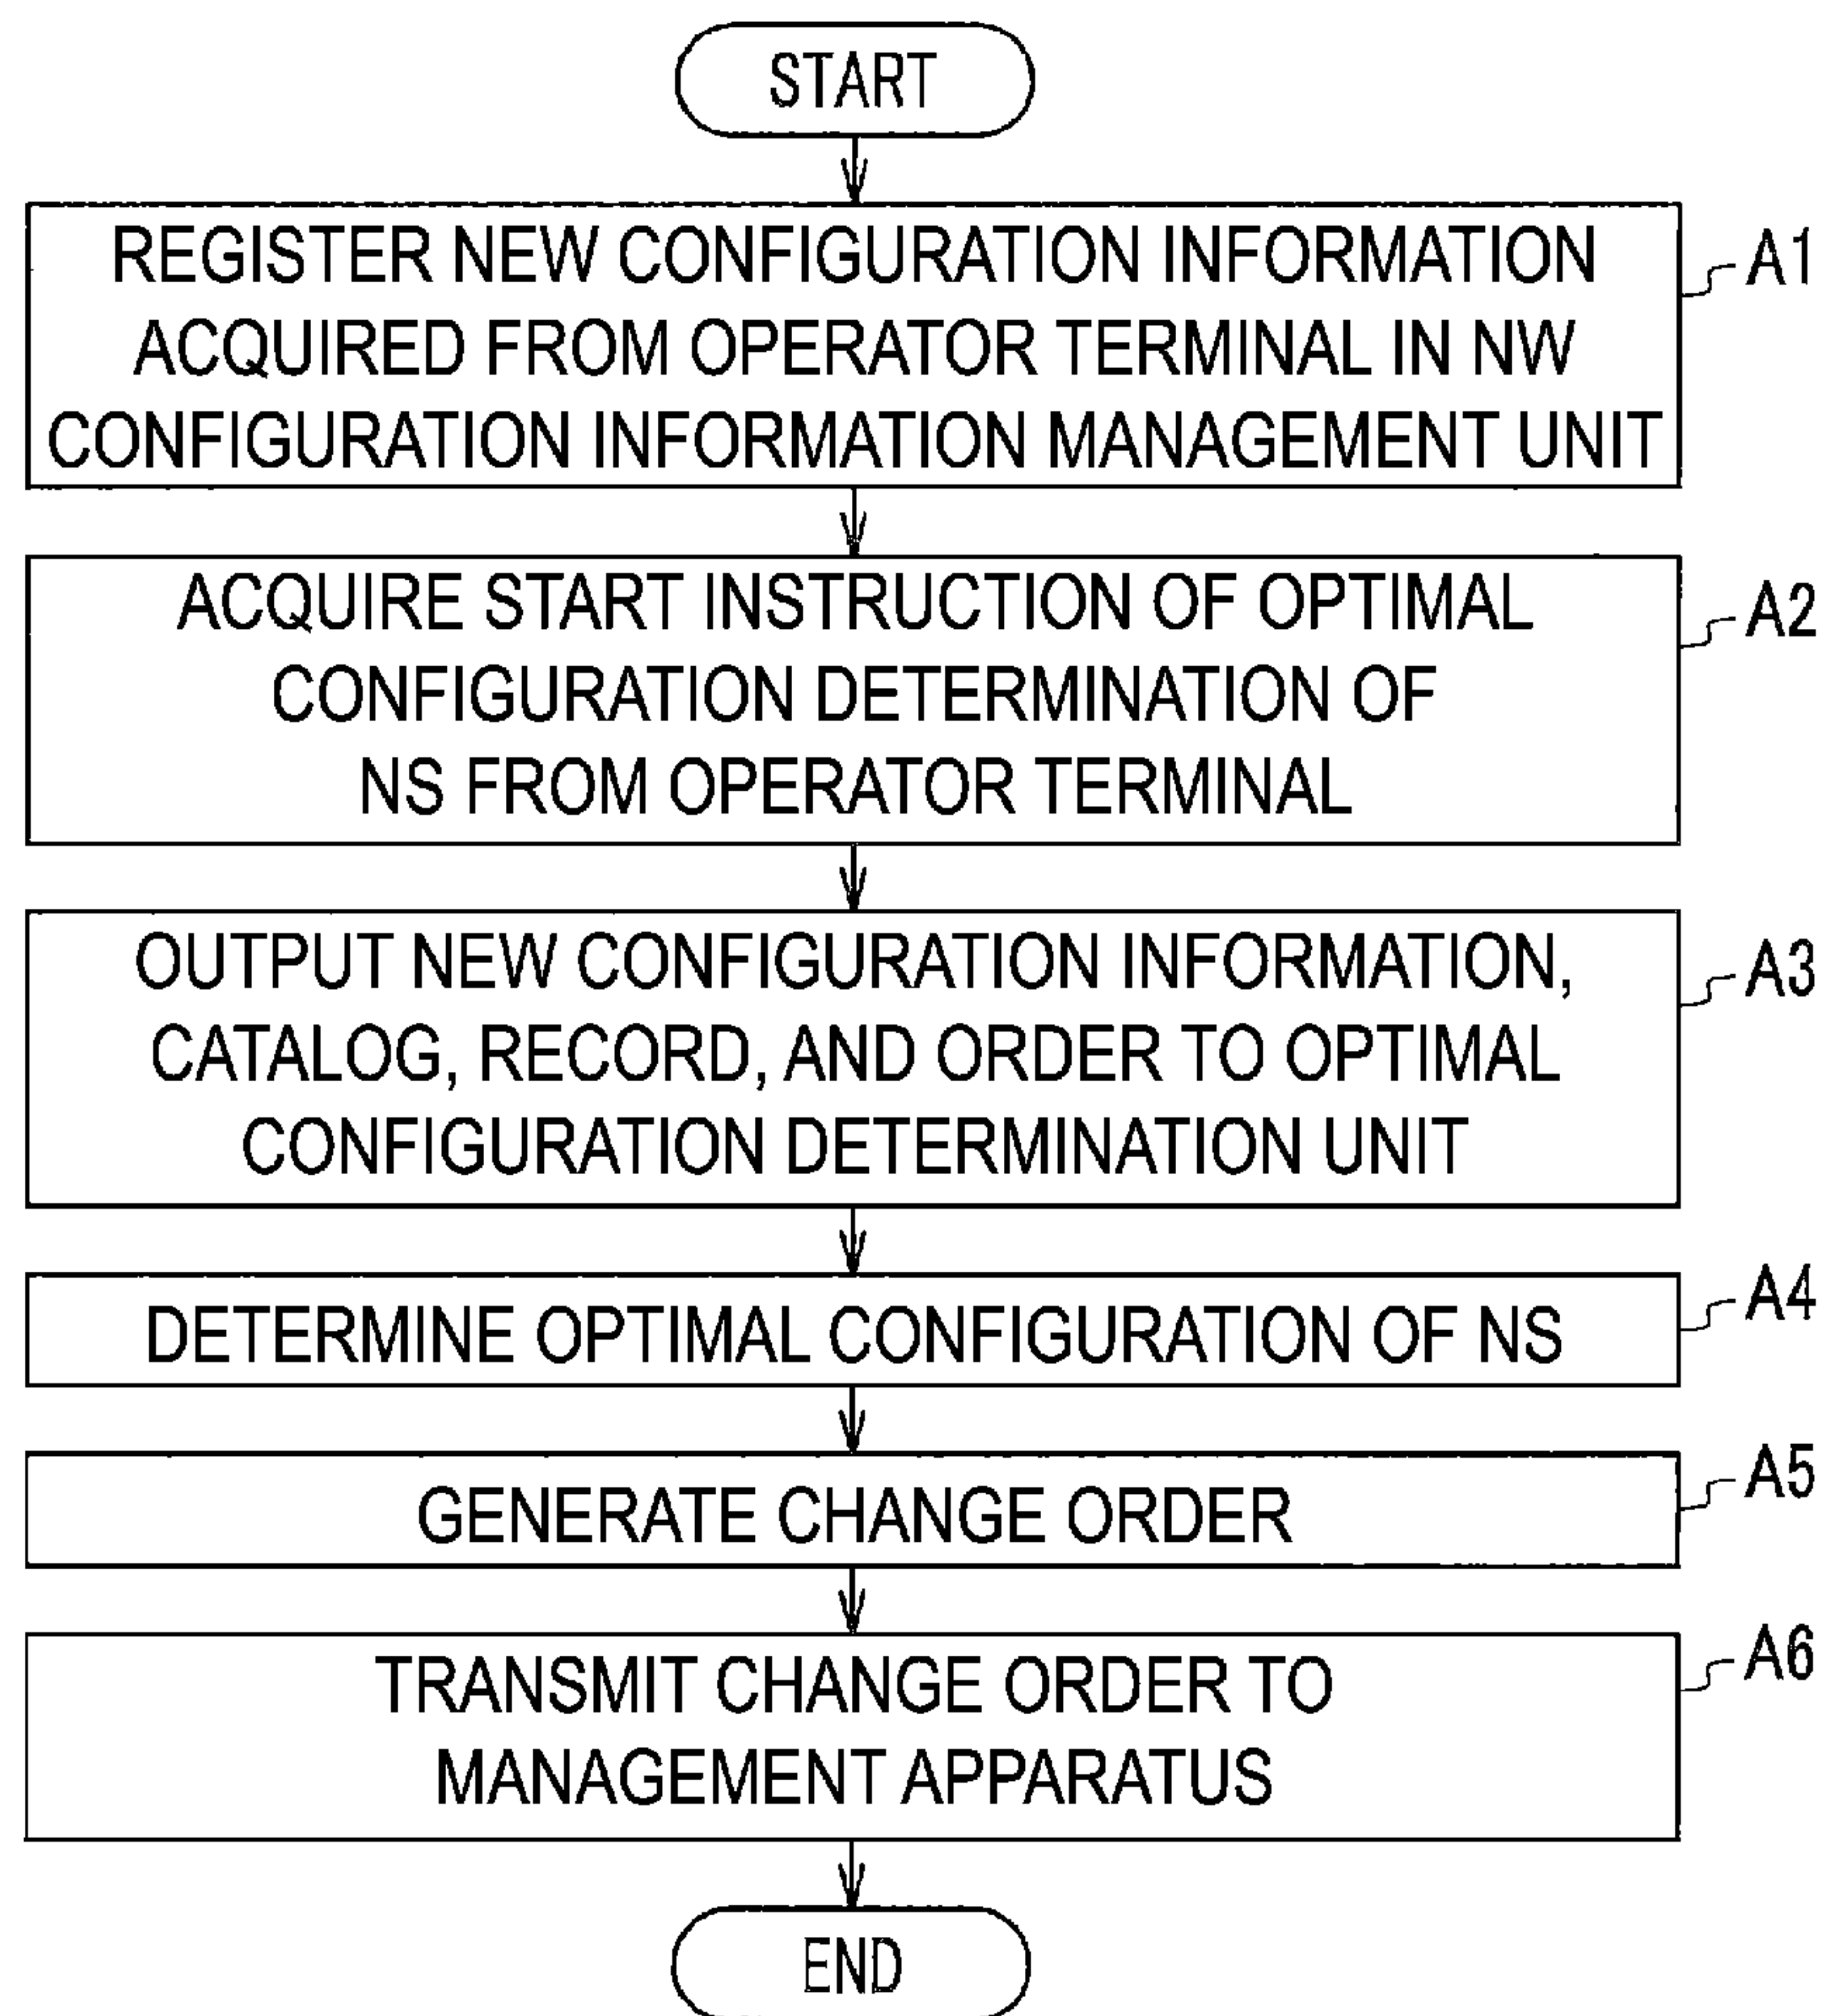 START
REGISTER NEW CONFIGURATION INFORMATION
ACQUIRED FROM OPERATOR TERMINAL IN NW
CONFIGURATION INFORMATION MANAGEMENT UNIT
A1
ACQUIRE START INSTRUCTION OF OPTIMAL
CONFIGURATION DETERMINATION OF
NS FROM OPERATOR TERMINAL
A2
OUTPUT NEW CONFIGURATION INFORMATION,
CATALOG, RECORD, AND ORDER TO OPTIMAL
CONFIGURATION DETERMINATION UNIT
A3
DETERMINE OPTIMAL CONFIGURATION OF NS
A4
GENERATE CHANGE ORDER
A5
TRANSMIT CHANGE ORDER TO
MANAGEMENT APPARATUS
A6
END